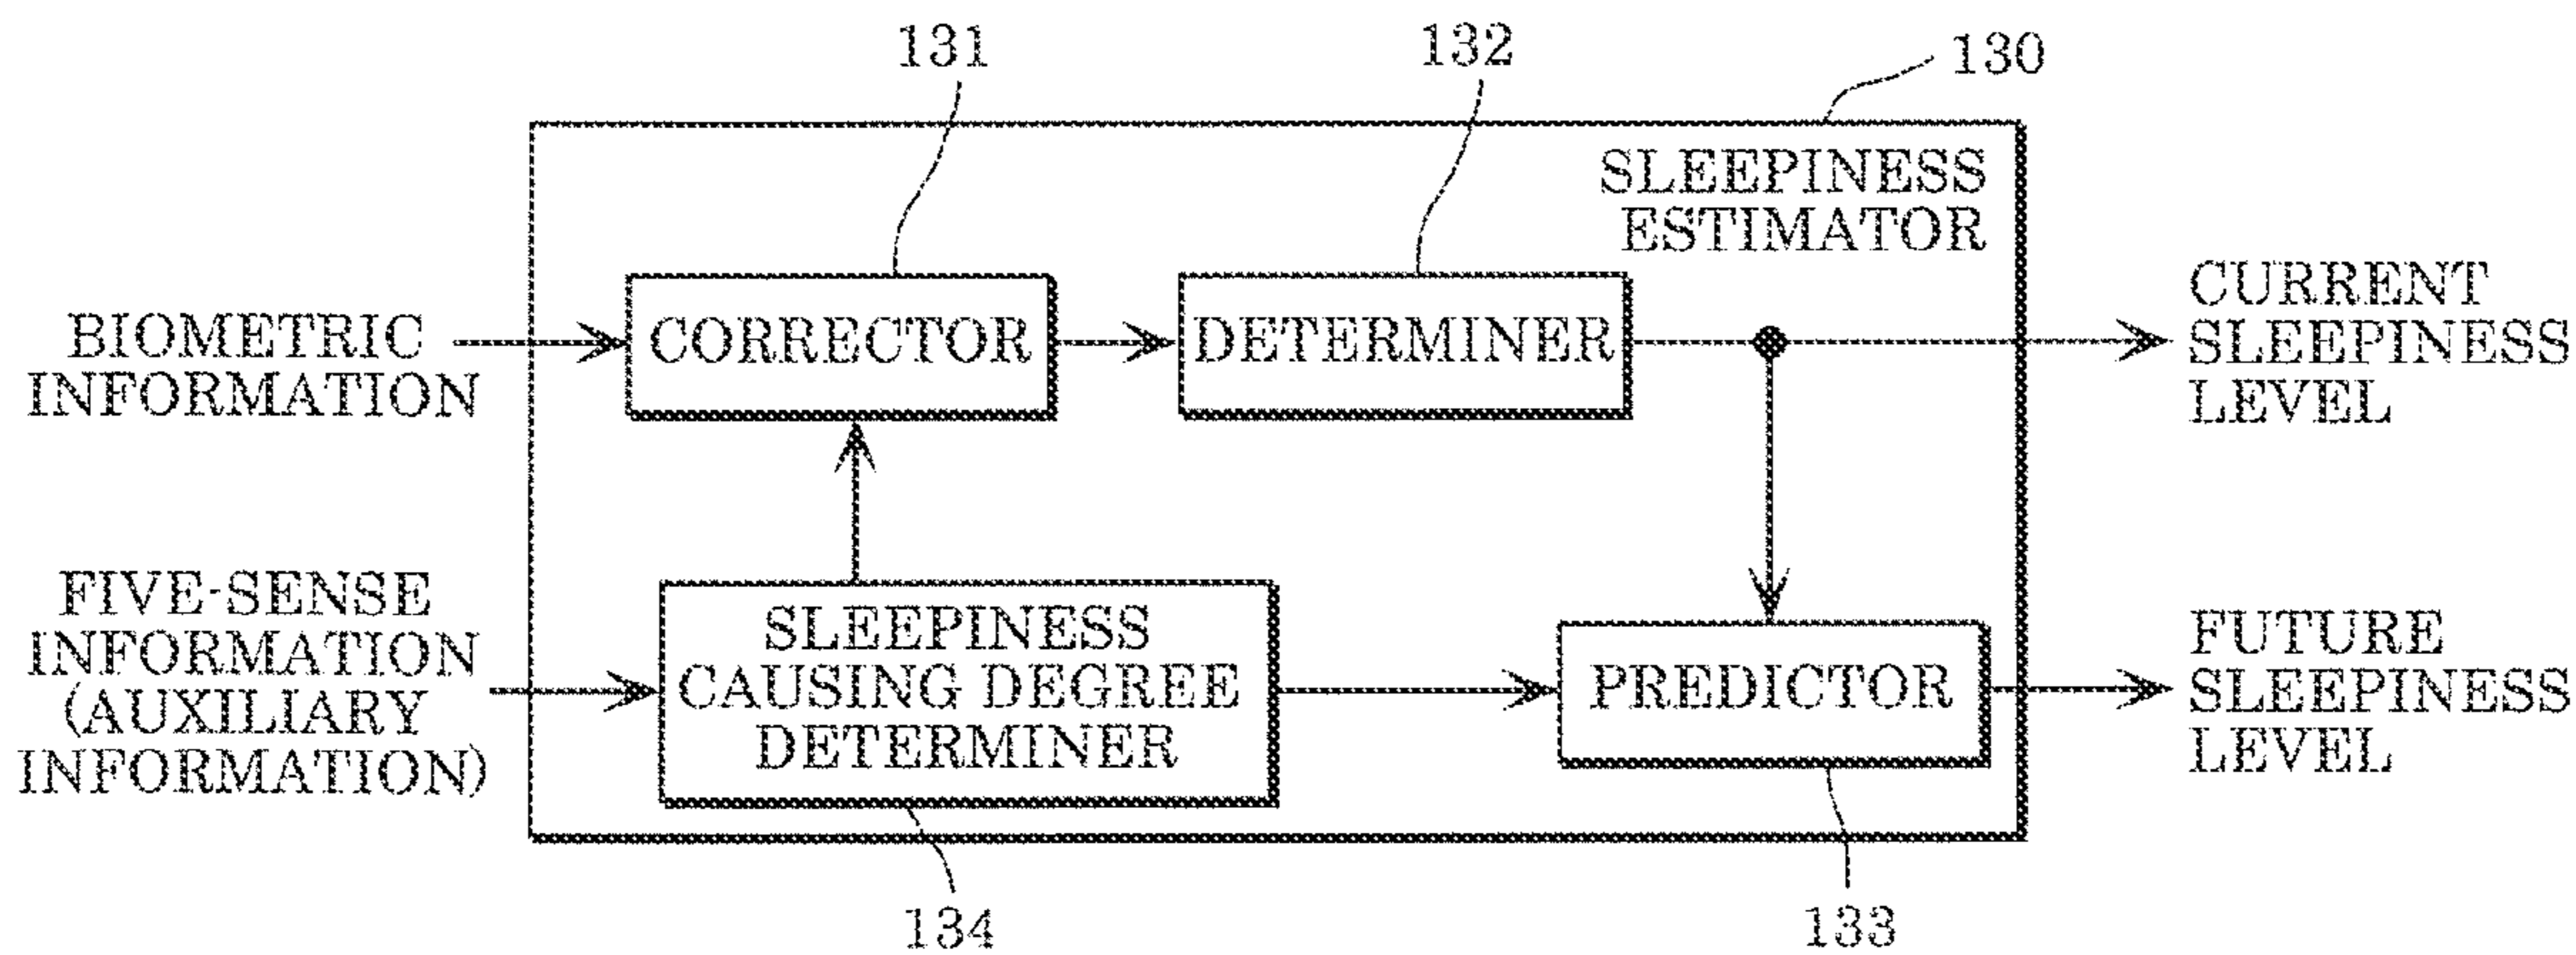 131
132
130
SLEEPINESS
ESTIMATOR
BIOMETRIC
INFORMATION
CORRECTOR
DETERMINER
CURRENT
SLEEPINESS
LEVEL
FIVE-SENSE
INFORMATION
(AUXILIARY
INFORMATION)
SLEEPINESS
CAUSING DEGREE
DETERMINER
PREDICTOR
FUTURE
SLEEPINESS
LEVEL
134
133